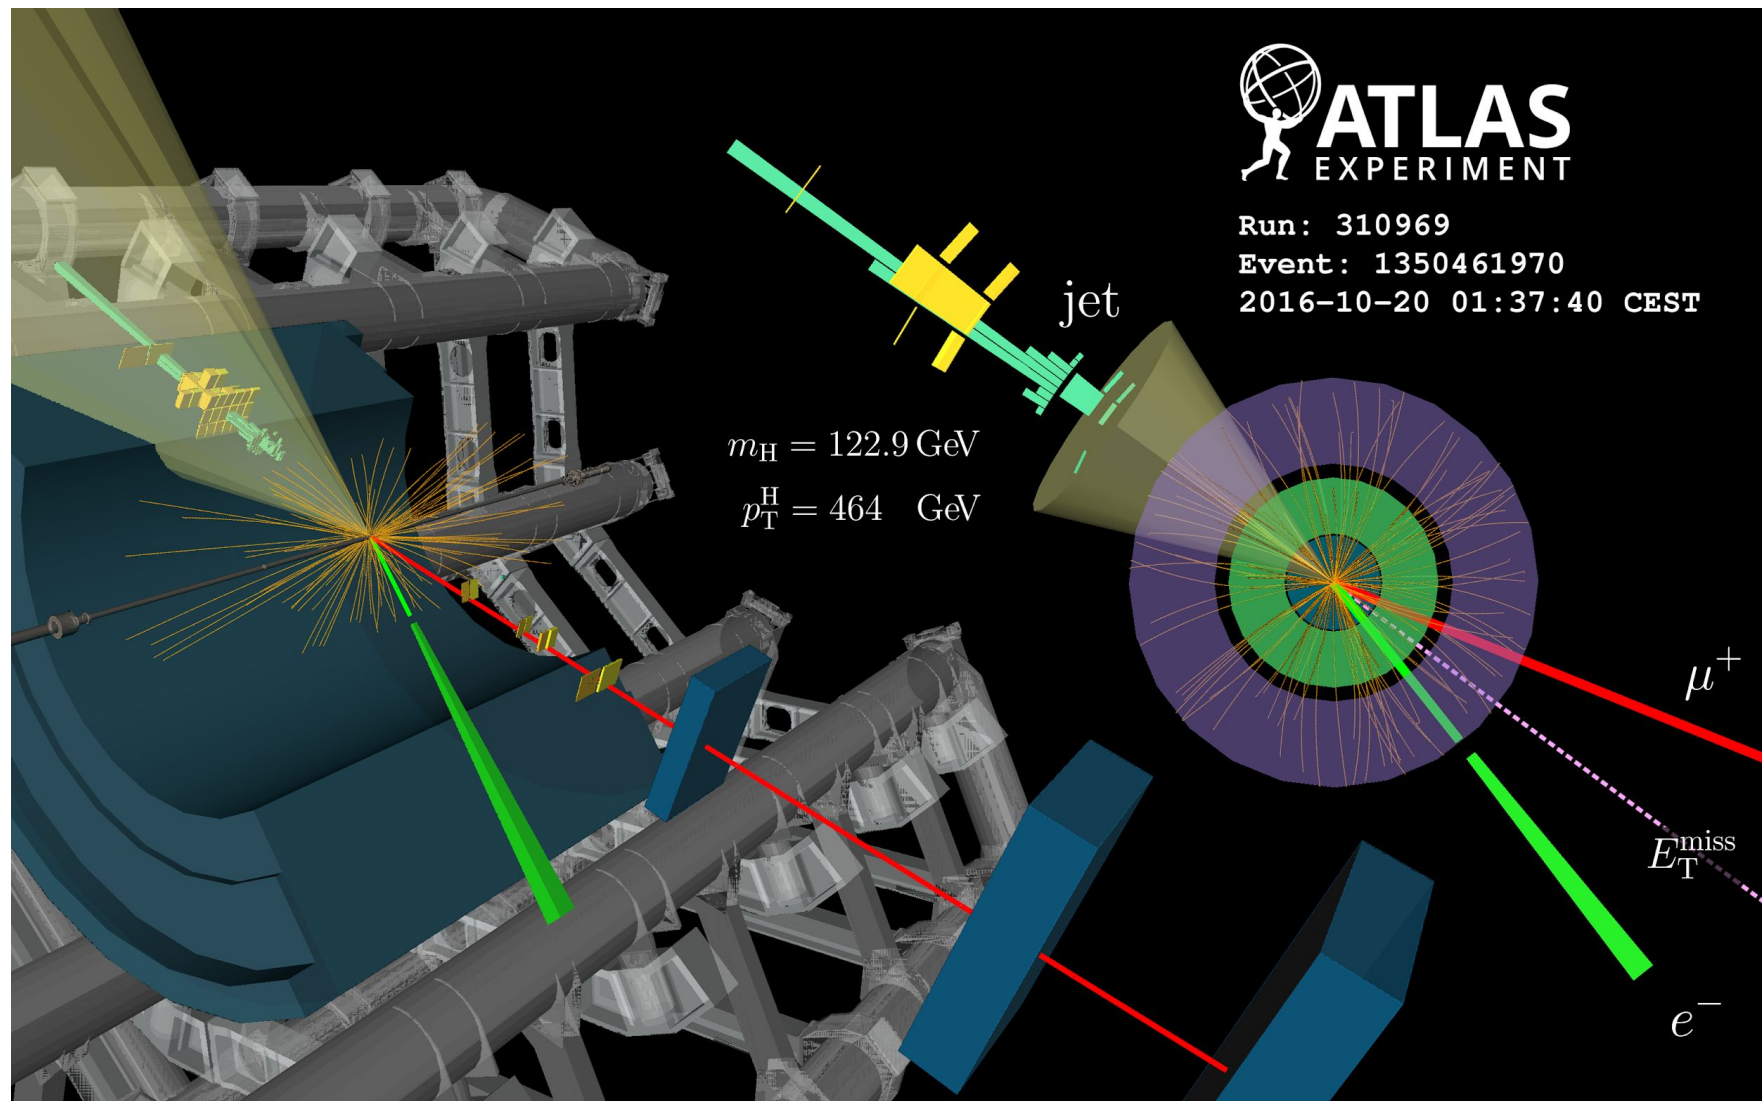 ATLAS
EXPERIMENT
Run: 310969
Event: 1350461970
2016-10-20 01:37:40 CEST
jet
m_H = 122.9 GeV
p_T^H = 464 GeV
μ⁺
E_T^miss
e⁻